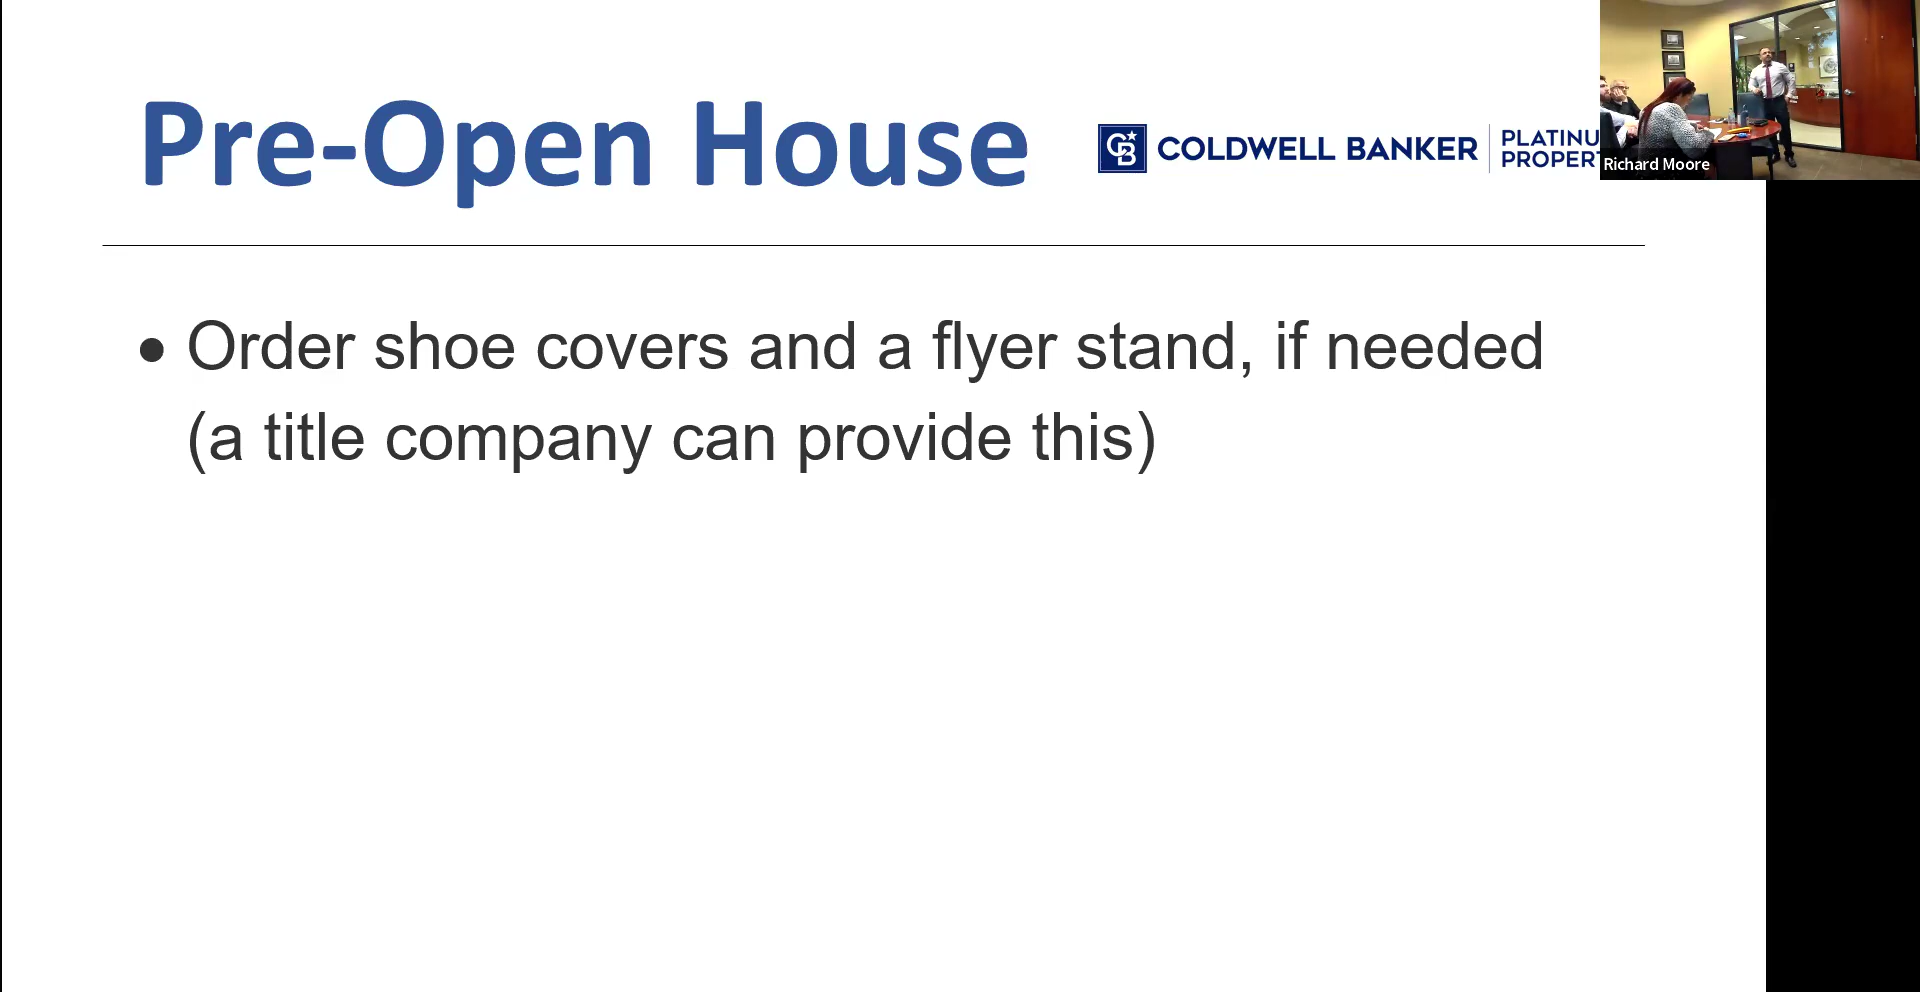 Pre-Open House
COLDWELL BANKER
PLATINU
PROPERT
Richard Moore
• Order shoe covers and a flyer stand, if needed
(a title company can provide this)